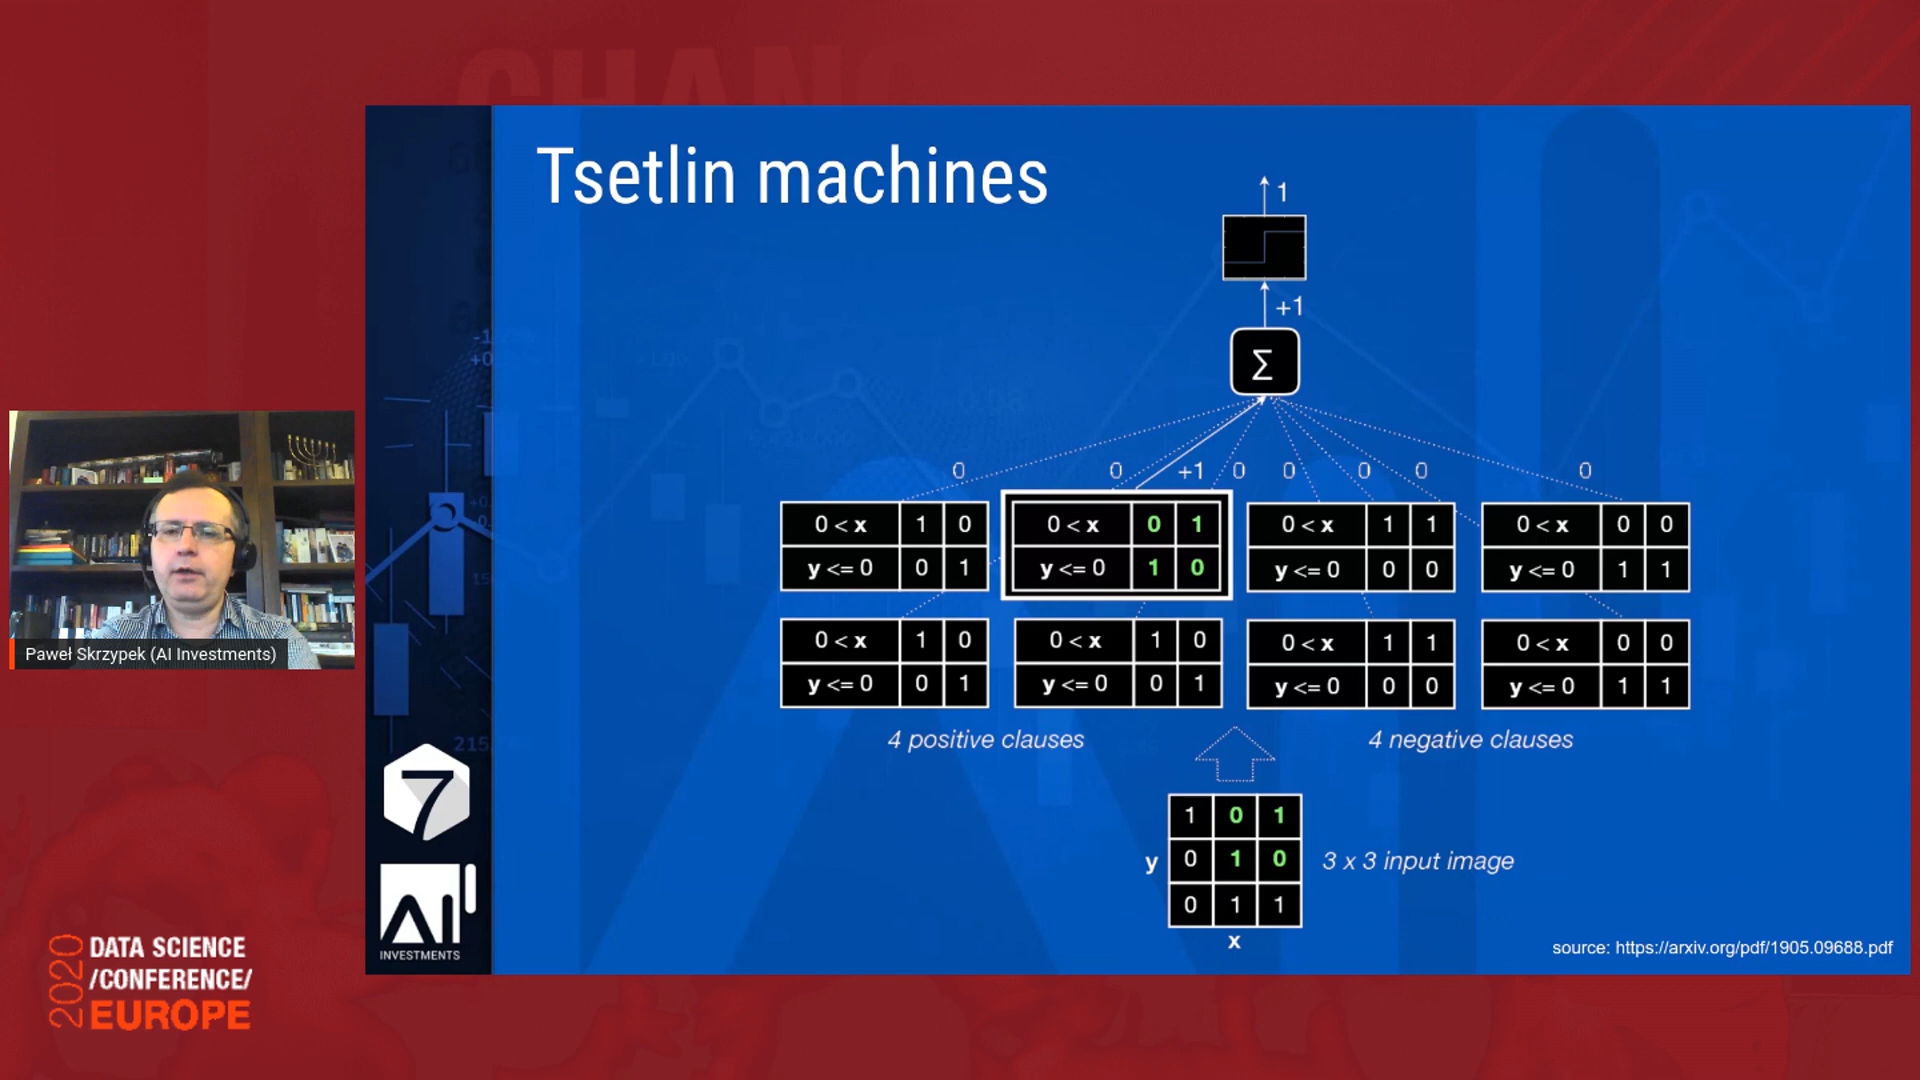 Tsetlin machines
1
+1
Σ
0 0 +1 0 0 0 0 0
0 < x 1 0
y <= 0 0 1
0 < x 0 1
y <= 0 1 0
0 < x 1 1
y <= 0 0 0
0 < x 0 0
y <= 0 1 1
0 < x 1 0
y <= 0 0 1
0 < x 1 0
y <= 0 0 1
0 < x 1 1
y <= 0 0 0
0 < x 0 0
y <= 0 1 1
4 positive clauses
4 negative clauses
1 0 1
y 0 1 0
0 1 1
x
3 x 3 input image
source: https://arxiv.org/pdf/1905.09688.pdf
Paweł Skrzypek (AI Investments)
7
AI
INVESTMENTS
2020
DATA SCIENCE
/CONFERENCE/
EUROPE